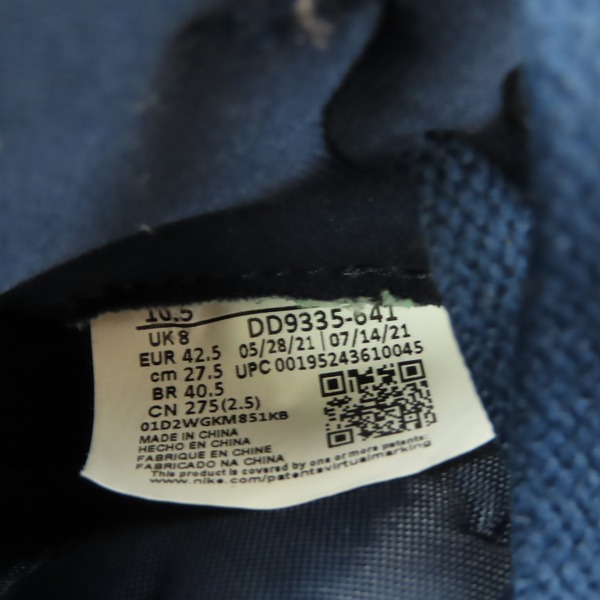 10.5
UK 8
EUR 42.5
cm 27.5
BR 40.5
CN 275(2.5)
01D2WGKM851KB
DD9335-641
05/28/21 | 07/14/21
UPC 00195243610045
MADE IN CHINA
HECHO EN CHINA
FABRIQUE EN CHINE
FABRICADO NA CHINA
This product is covered by one or more patents:
www.nike.com/patentsvirtualmarking